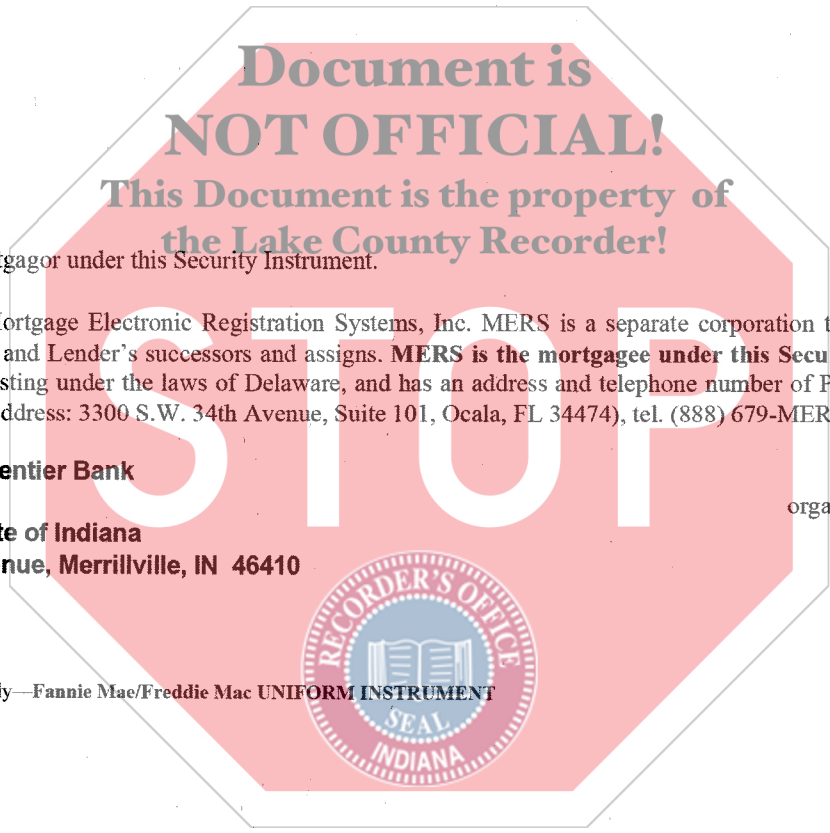 Document is
NOT OFFICIAL!
This Document is the property of
the Lake County Recorder!
tgagor under this Security Instrument.
STOP
ortgage Electronic Registration Systems, Inc. MERS is a separate corporation t
and Lender's successors and assigns. MERS is the mortgagee under this Secu
sting under the laws of Delaware, and has an address and telephone number of P
ddress: 3300 S.W. 34th Avenue, Suite 101, Ocala, FL 34474), tel. (888) 679-MER
entier Bank
orga
te of Indiana
nue, Merrillville, IN 46410
RECORDER'S OFFICE
SEAL
INDIANA
ly—Fannie Mae/Freddie Mac UNIFORM INSTRUMENT